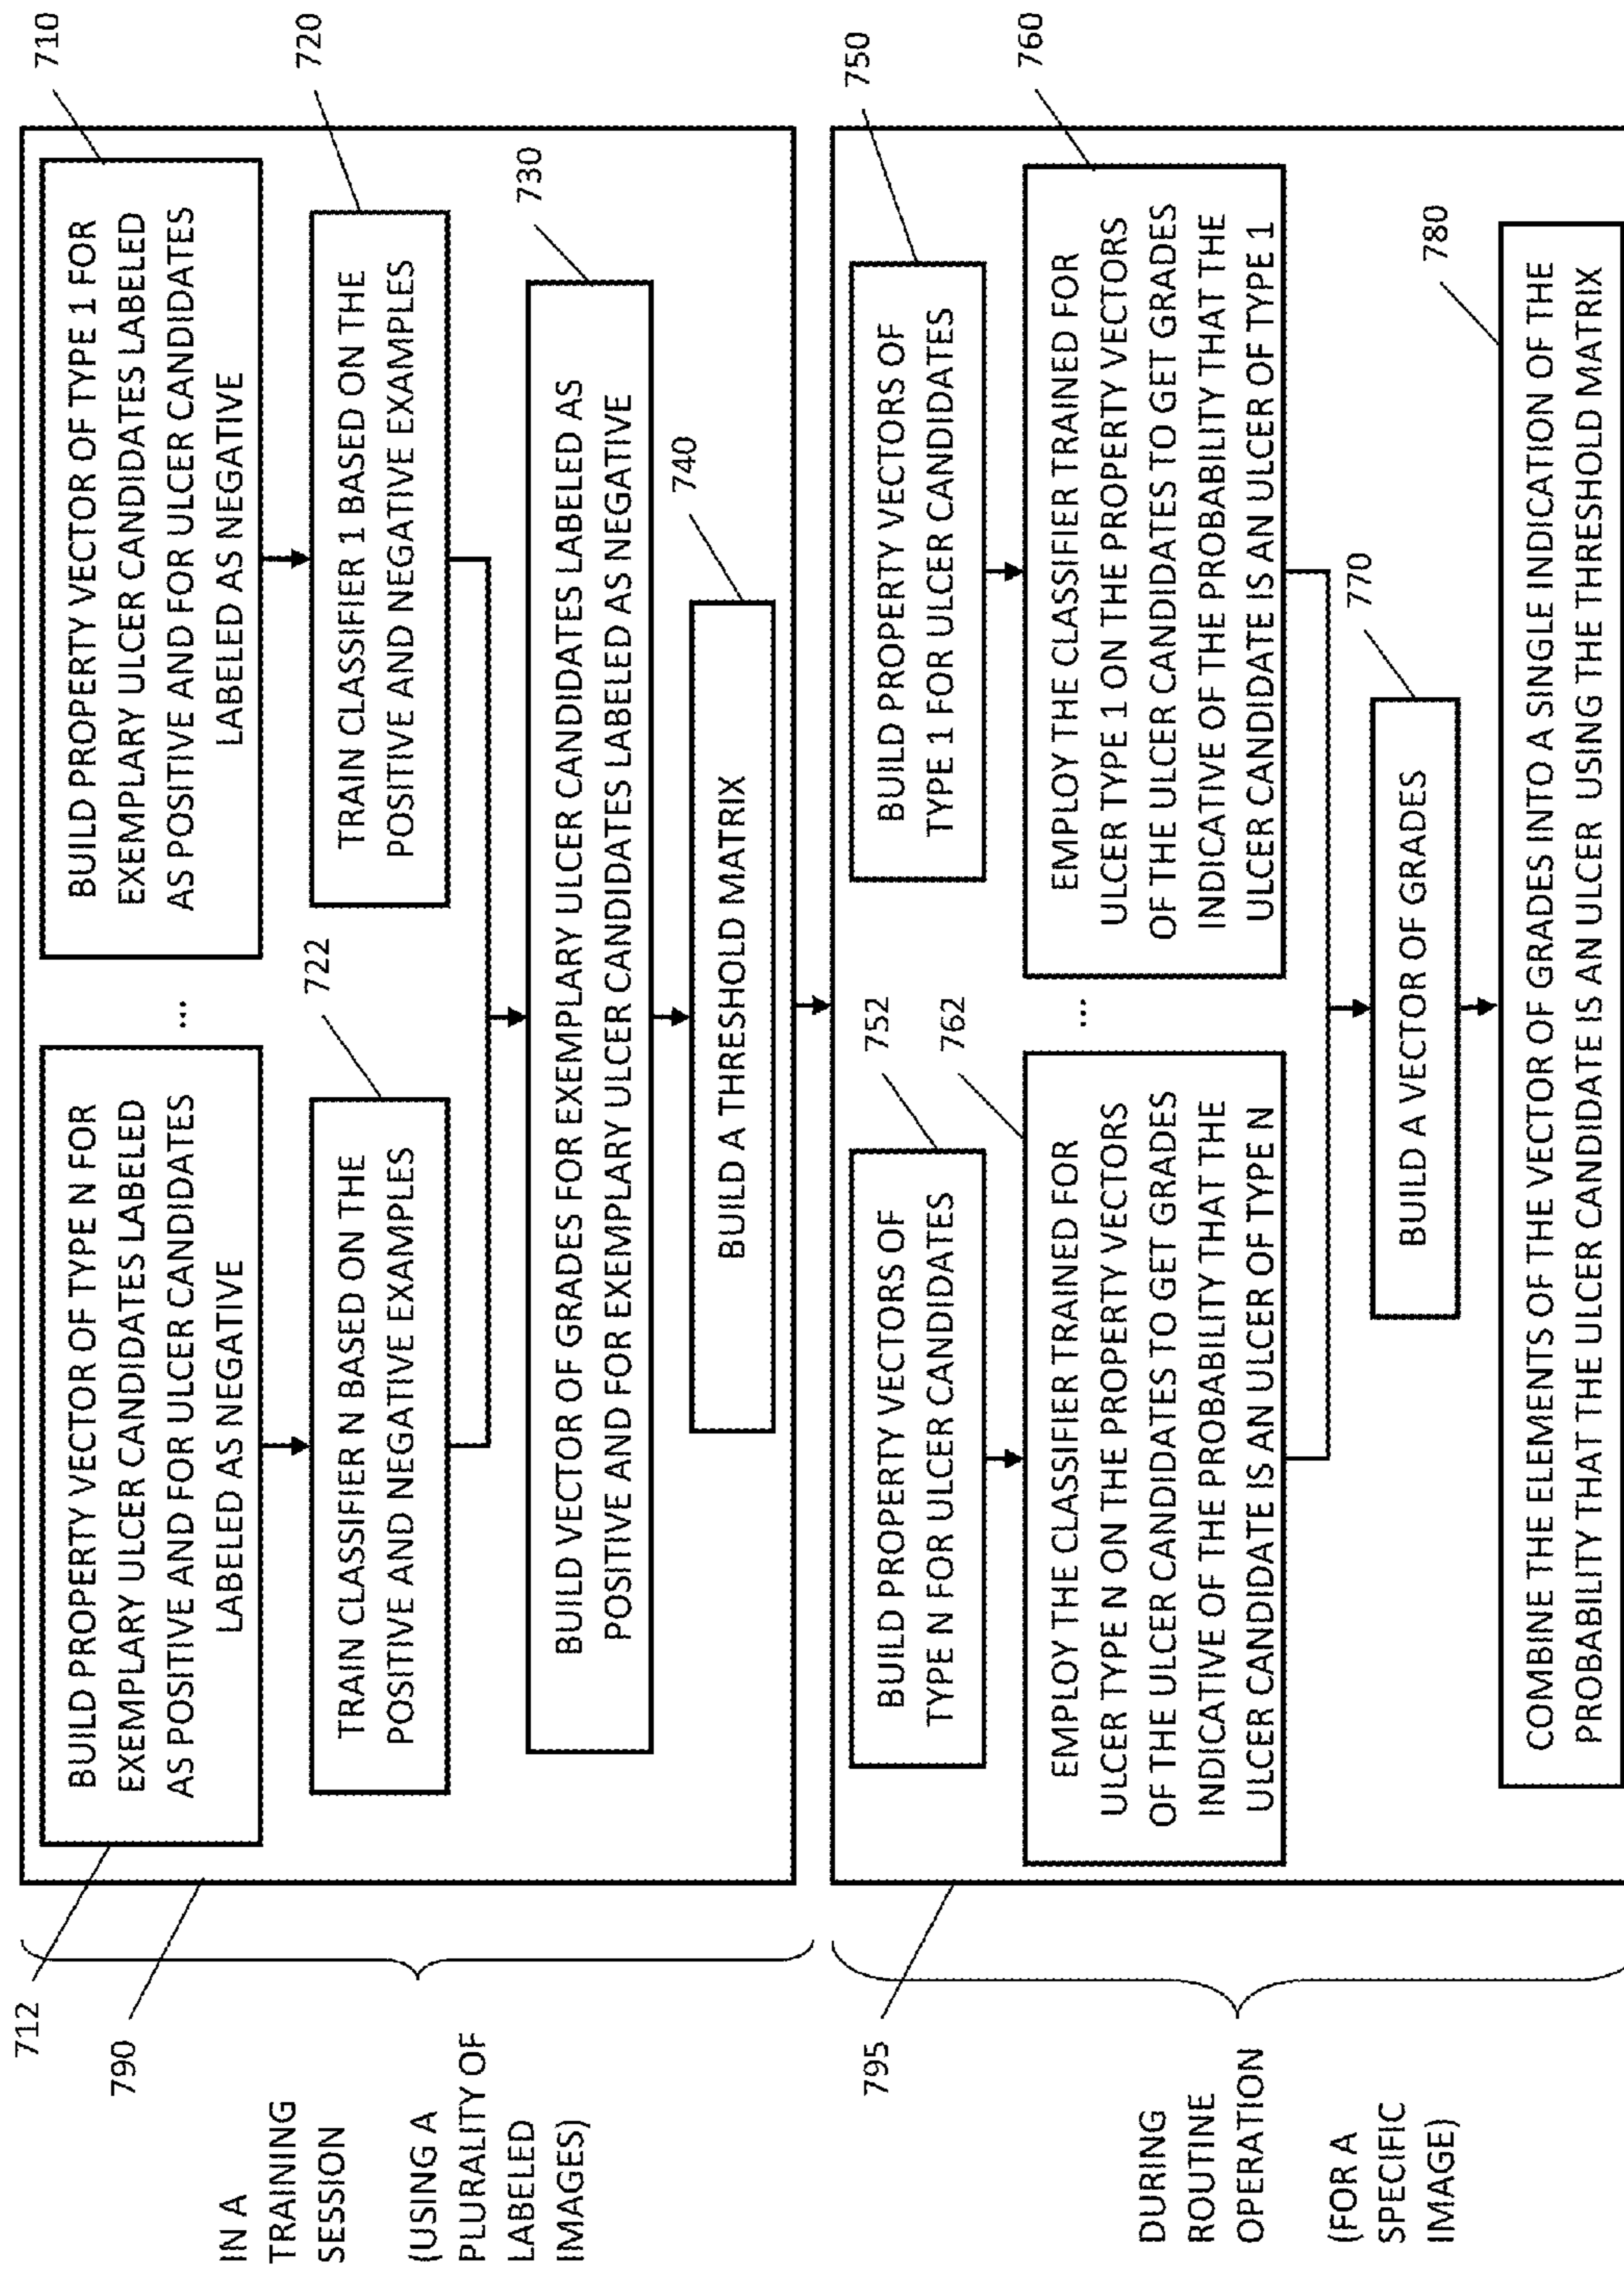 IN A
TRAINING
SESSION
(USING A
PLURALITY OF
LABELED
IMAGES)
712
790
BUILD PROPERTY VECTOR OF TYPE N FOR
EXEMPLARY ULCER CANDIDATES LABELED
AS POSITIVE AND FOR ULCER CANDIDATES
LABELED AS NEGATIVE
...
BUILD PROPERTY VECTOR OF TYPE 1 FOR
EXEMPLARY ULCER CANDIDATES LABELED
AS POSITIVE AND FOR ULCER CANDIDATES
LABELED AS NEGATIVE
710
722
TRAIN CLASSIFIER N BASED ON THE
POSITIVE AND NEGATIVE EXAMPLES
TRAIN CLASSIFIER 1 BASED ON THE
POSITIVE AND NEGATIVE EXAMPLES
720
730
BUILD VECTOR OF GRADES FOR EXEMPLARY ULCER CANDIDATES LABELED AS
POSITIVE AND FOR EXEMPLARY ULCER CANDIDATES LABELED AS NEGATIVE
740
BUILD A THRESHOLD MATRIX
DURING
ROUTINE
OPERATION
(FOR A
SPECIFIC
IMAGE)
795
BUILD PROPERTY VECTORS OF
TYPE N FOR ULCER CANDIDATES
752
762
BUILD PROPERTY VECTORS OF
TYPE 1 FOR ULCER CANDIDATES
750
EMPLOY THE CLASSIFIER TRAINED FOR
ULCER TYPE N ON THE PROPERTY VECTORS
OF THE ULCER CANDIDATES TO GET GRADES
INDICATIVE OF THE PROBABILITY THAT THE
ULCER CANDIDATE IS AN ULCER OF TYPE N
...
EMPLOY THE CLASSIFIER TRAINED FOR
ULCER TYPE 1 ON THE PROPERTY VECTORS
OF THE ULCER CANDIDATES TO GET GRADES
INDICATIVE OF THE PROBABILITY THAT THE
ULCER CANDIDATE IS AN ULCER OF TYPE 1
760
770
BUILD A VECTOR OF GRADES
780
COMBINE THE ELEMENTS OF THE VECTOR OF GRADES INTO A SINGLE INDICATION OF THE
PROBABILITY THAT THE ULCER CANDIDATE IS AN ULCER USING THE THRESHOLD MATRIX